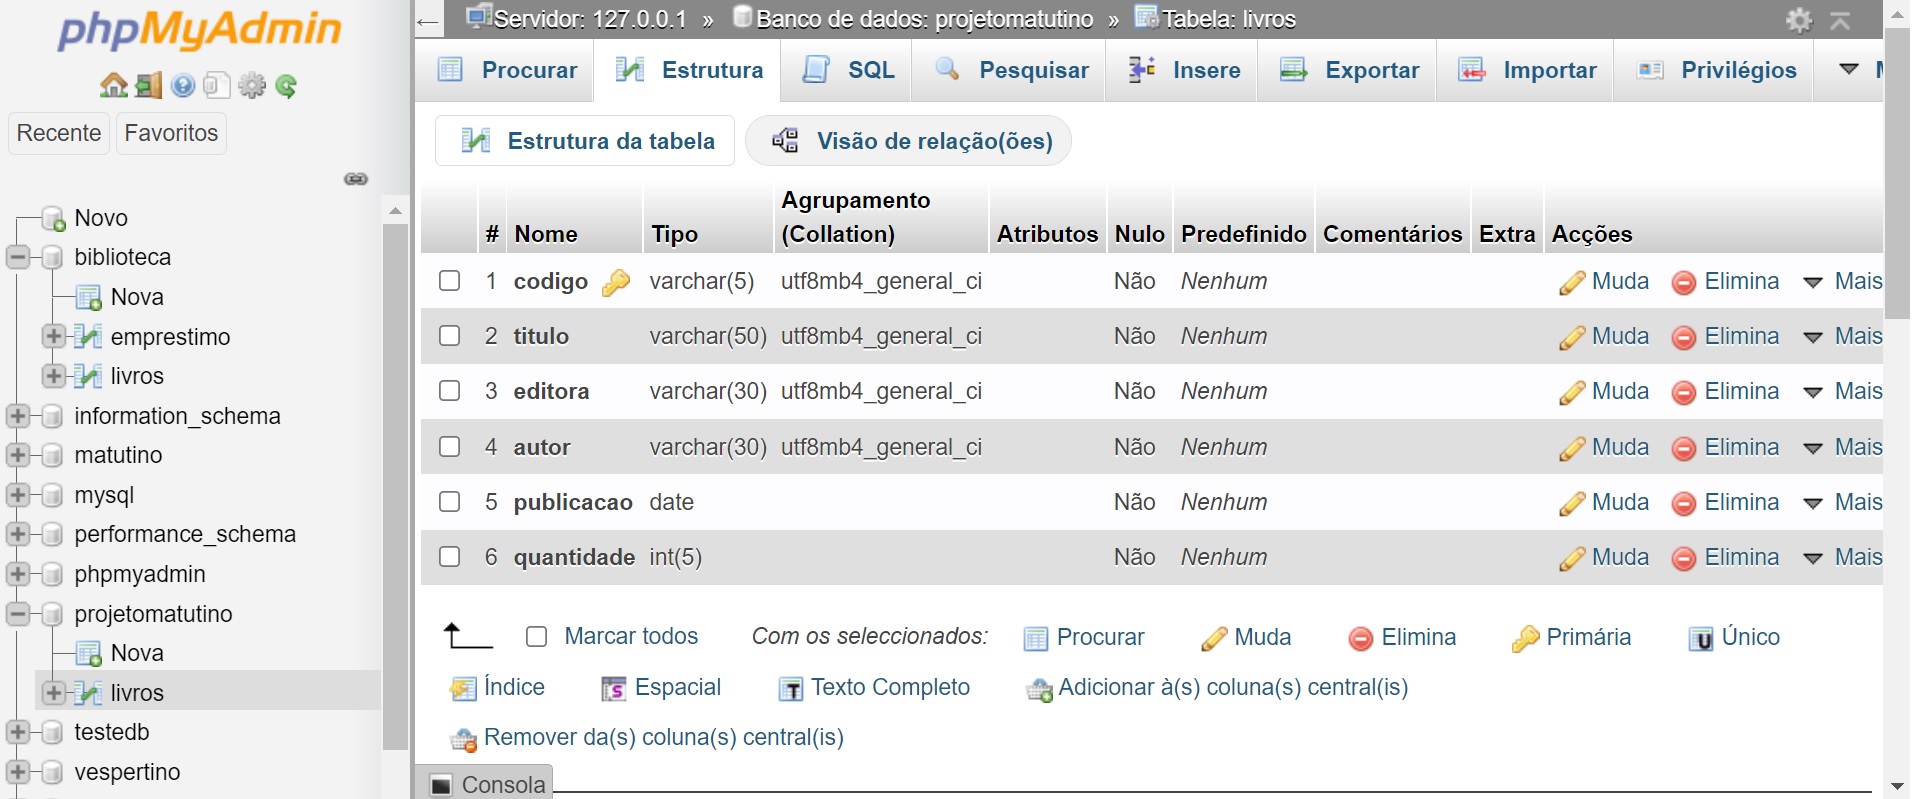 phpMyAdmin
Recente Favoritos
Novo
biblioteca
Nova
emprestimo
livros
information_schema
matutino
mysql
performance_schema
phpmyadmin
projetomatutino
Nova
livros
testedb
vespertino
Servidor: 127.0.0.1 » Banco de dados: projetomatutino » Tabela: livros
Procurar Estrutura SQL Pesquisar Insere Exportar Importar Privilégios
Estrutura da tabela Visão de relação(ões)
# Nome Tipo Agrupamento (Collation) Atributos Nulo Predefinido Comentários Extra Acções
1 codigo varchar(5) utf8mb4_general_ci Não Nenhum Muda Elimina Mais
2 titulo varchar(50) utf8mb4_general_ci Não Nenhum Muda Elimina Mais
3 editora varchar(30) utf8mb4_general_ci Não Nenhum Muda Elimina Mais
4 autor varchar(30) utf8mb4_general_ci Não Nenhum Muda Elimina Mais
5 publicacao date Não Nenhum Muda Elimina Mais
6 quantidade int(5) Não Nenhum Muda Elimina Mais
Marcar todos Com os seleccionados: Procurar Muda Elimina Primária Único
Índice Espacial Texto Completo Adicionar à(s) coluna(s) central(is)
Remover da(s) coluna(s) central(is)
Consola